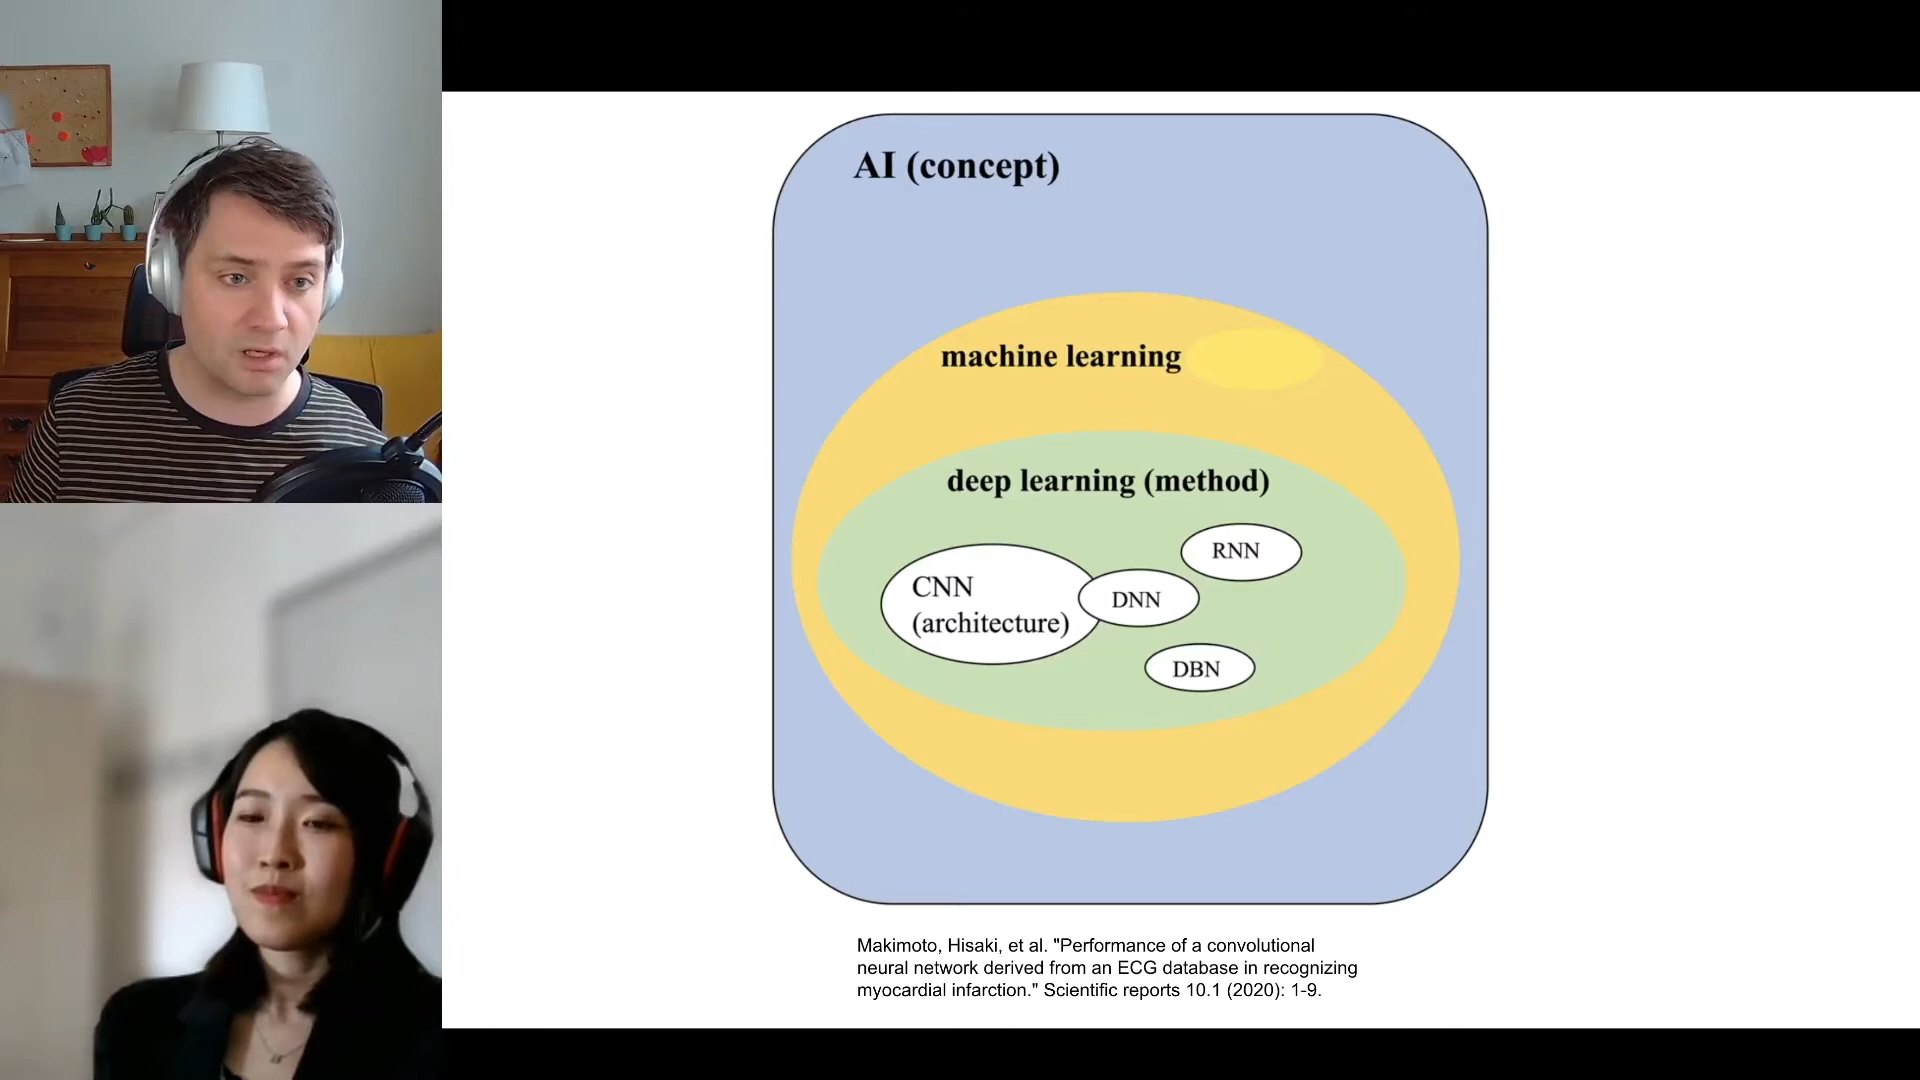 AI (concept)
machine learning
deep learning (method)
RNN
CNN
(architecture)
DNN
DBN
Makimoto, Hisaki, et al. "Performance of a convolutional
neural network derived from an ECG database in recognizing
myocardial infarction." Scientific reports 10.1 (2020): 1-9.